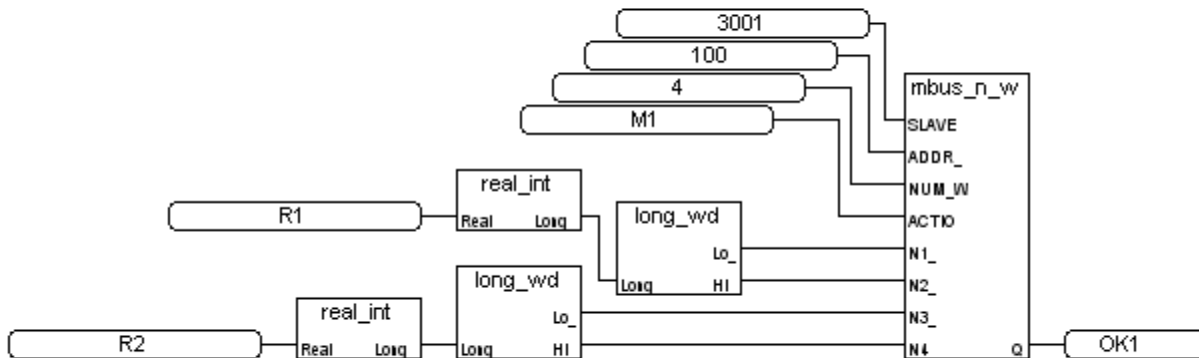 3001
100
4
M1
mbus_n_w
SLAVE
ADDR_
NUM_W
ACTIO
real_int
R1
Real Long
long_wd
Lo_
N1_
Long HI
N2_
long_wd
Lo_
N3_
real_int
R2
Real Long
Long HI
N4
Q
OK1